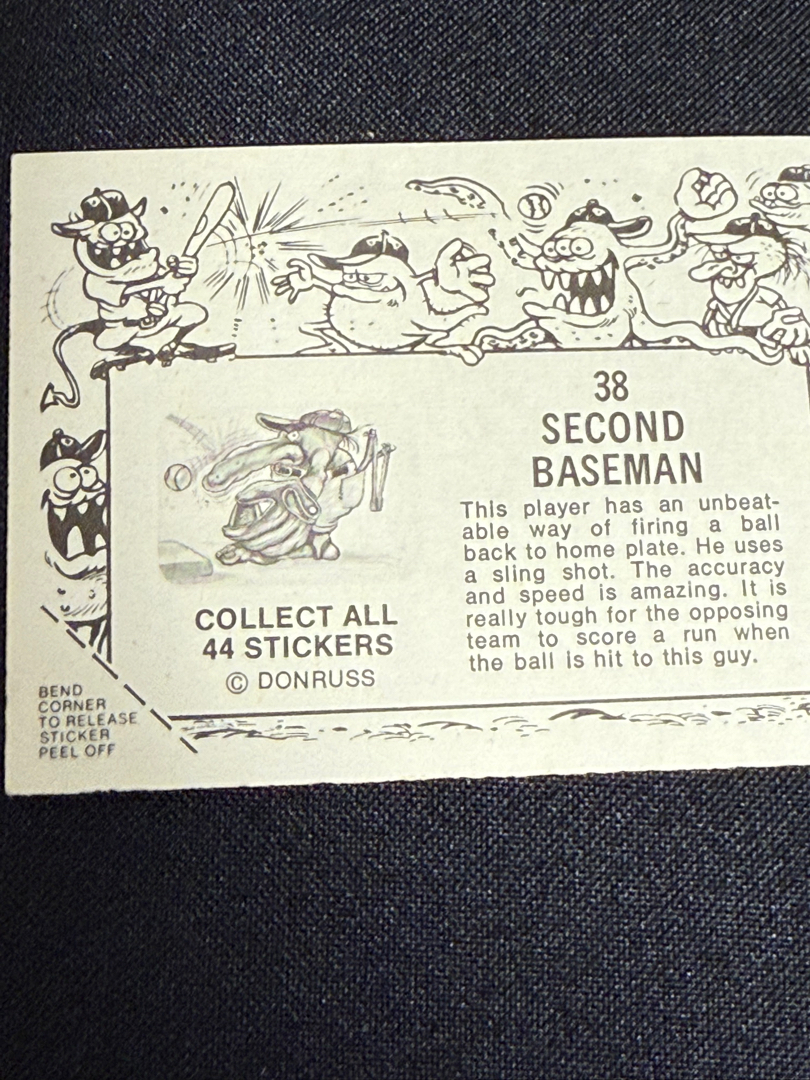 38
SECOND
BASEMAN
This player has an unbeat-
able way of firing a ball
back to home plate. He uses
a sling shot. The accuracy
and speed is amazing. It is
really tough for the opposing
team to score a run when
the ball is hit to this guy.
COLLECT ALL
44 STICKERS
© DONRUSS
BEND
CORNER
TO RELEASE
STICKER
PEEL OFF